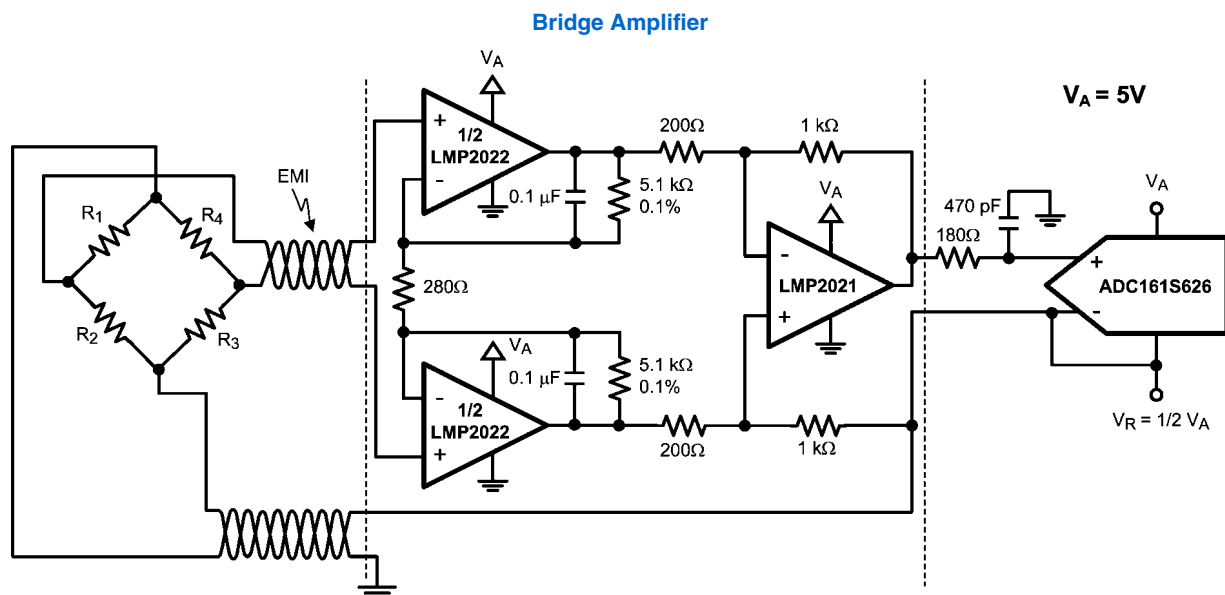 Bridge Amplifier
V_A
V_A = 5V
+
1/2
LMP2022
-
200Ω
1 kΩ
EMI
0.1 μF
5.1 kΩ
0.1%
V_A
470 pF
V_A
180Ω
R_1
R_4
R_2
R_3
280Ω
-
LMP2021
+
+
ADC161S626
-
V_A
0.1 μF
5.1 kΩ
0.1%
-
1/2
LMP2022
+
200Ω
1 kΩ
V_R = 1/2 V_A